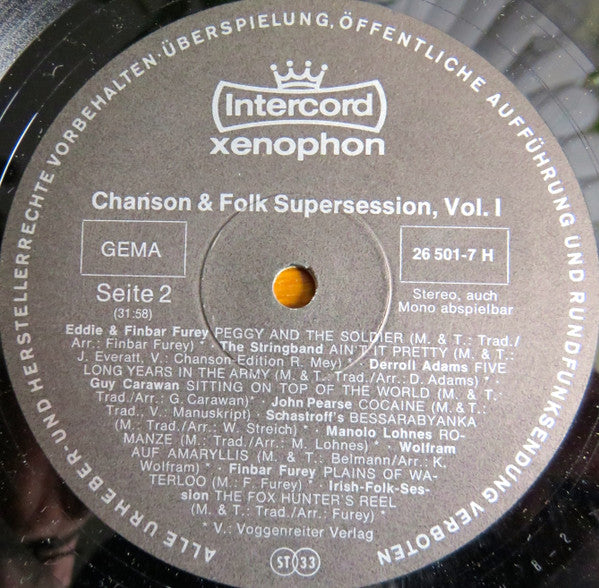 ALLE URHEBER- UND HERSTELLERRECHTE VORBEHALTEN · ÜBERSPIELUNG, ÖFFENTLICHE AUFFÜHRUNG UND RUNDFUNKSENDUNG VERBOTEN
Intercord
xenophon
Chanson & Folk Supersession, Vol. I
GEMA
26 501-7 H
Seite 2
(31:58)
Stereo, auch
Mono abspielbar
Eddie & Finbar Furey PEGGY AND THE SOLDIER (M. & T.: Trad./
Arr.: Finbar Furey) * · The Stringband AIN'T IT PRETTY (M. & T.:
J. Everatt, V.: Chanson-Edition R. Mey) · Derroll Adams FIVE
LONG YEARS IN THE ARMY (M. & T.: Trad./Arr.: D. Adams) * ·
Guy Carawan SITTING ON TOP OF THE WORLD (M. & T.:
Trad./Arr.: G. Carawan)* · John Pearse COCAINE (M. & T.:
Trad., V.: Manuskript) · Schastroff's BESSARABYANKA
(M.: Trad./Arr.: W. Streich) * · Manolo Lohnes RO-
MANZE (M.: Trad./Arr.: M. Lohnes) * · Wolfram
AUF AMARYLLIS (M. & T.: Belmann/Arr.: K.
Wolfram) * · Finbar Furey PLAINS OF WA-
TERLOO (M.: F. Furey) * · Irish-Folk-Ses-
sion THE FOX HUNTER'S REEL
(M. & T.: Trad./Arr.: Furey) *
* V.: Voggenreiter Verlag
ST 33